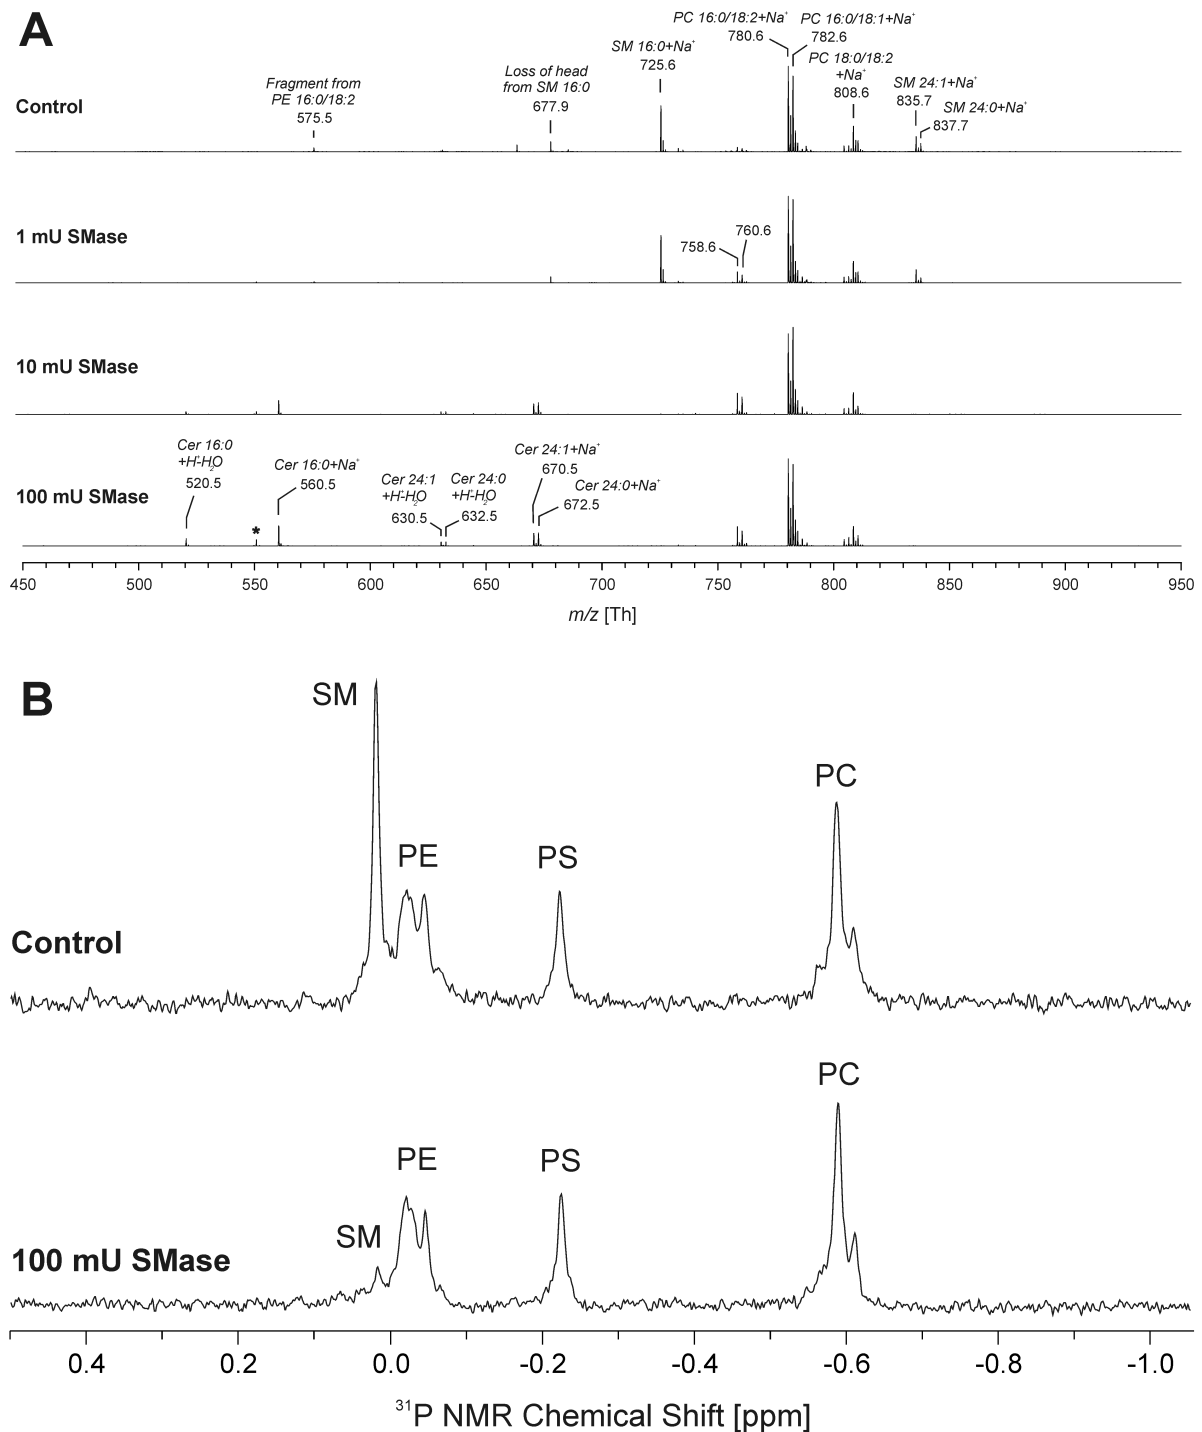 A
Control
Fragment from
PE 16:0/18:2
575.5
Loss of head
from SM 16:0
677.9
SM 16:0+Na⁺
725.6
PC 16:0/18:2+Na⁺
780.6
PC 16:0/18:1+Na⁺
782.6
PC 18:0/18:2
+Na⁺
808.6
SM 24:1+Na⁺
835.7
SM 24:0+Na⁺
837.7
1 mU SMase
758.6
760.6
10 mU SMase
100 mU SMase
Cer 16:0
+H⁺-H₂O
520.5
*
Cer 16:0+Na⁺
560.5
Cer 24:1
+H⁺-H₂O
630.5
Cer 24:0
+H⁺-H₂O
632.5
Cer 24:1+Na⁺
670.5
Cer 24:0+Na⁺
672.5
450 500 550 600 650 700 750 800 850 900 950
m/z [Th]
B
Control
SM
PE
PS
PC
100 mU SMase
SM
PE
PS
PC
0.4 0.2 0.0 -0.2 -0.4 -0.6 -0.8 -1.0
³¹P NMR Chemical Shift [ppm]